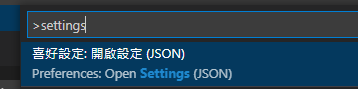 >settings
喜好設定: 開啟設定 (JSON)
Preferences: Open Settings (JSON)